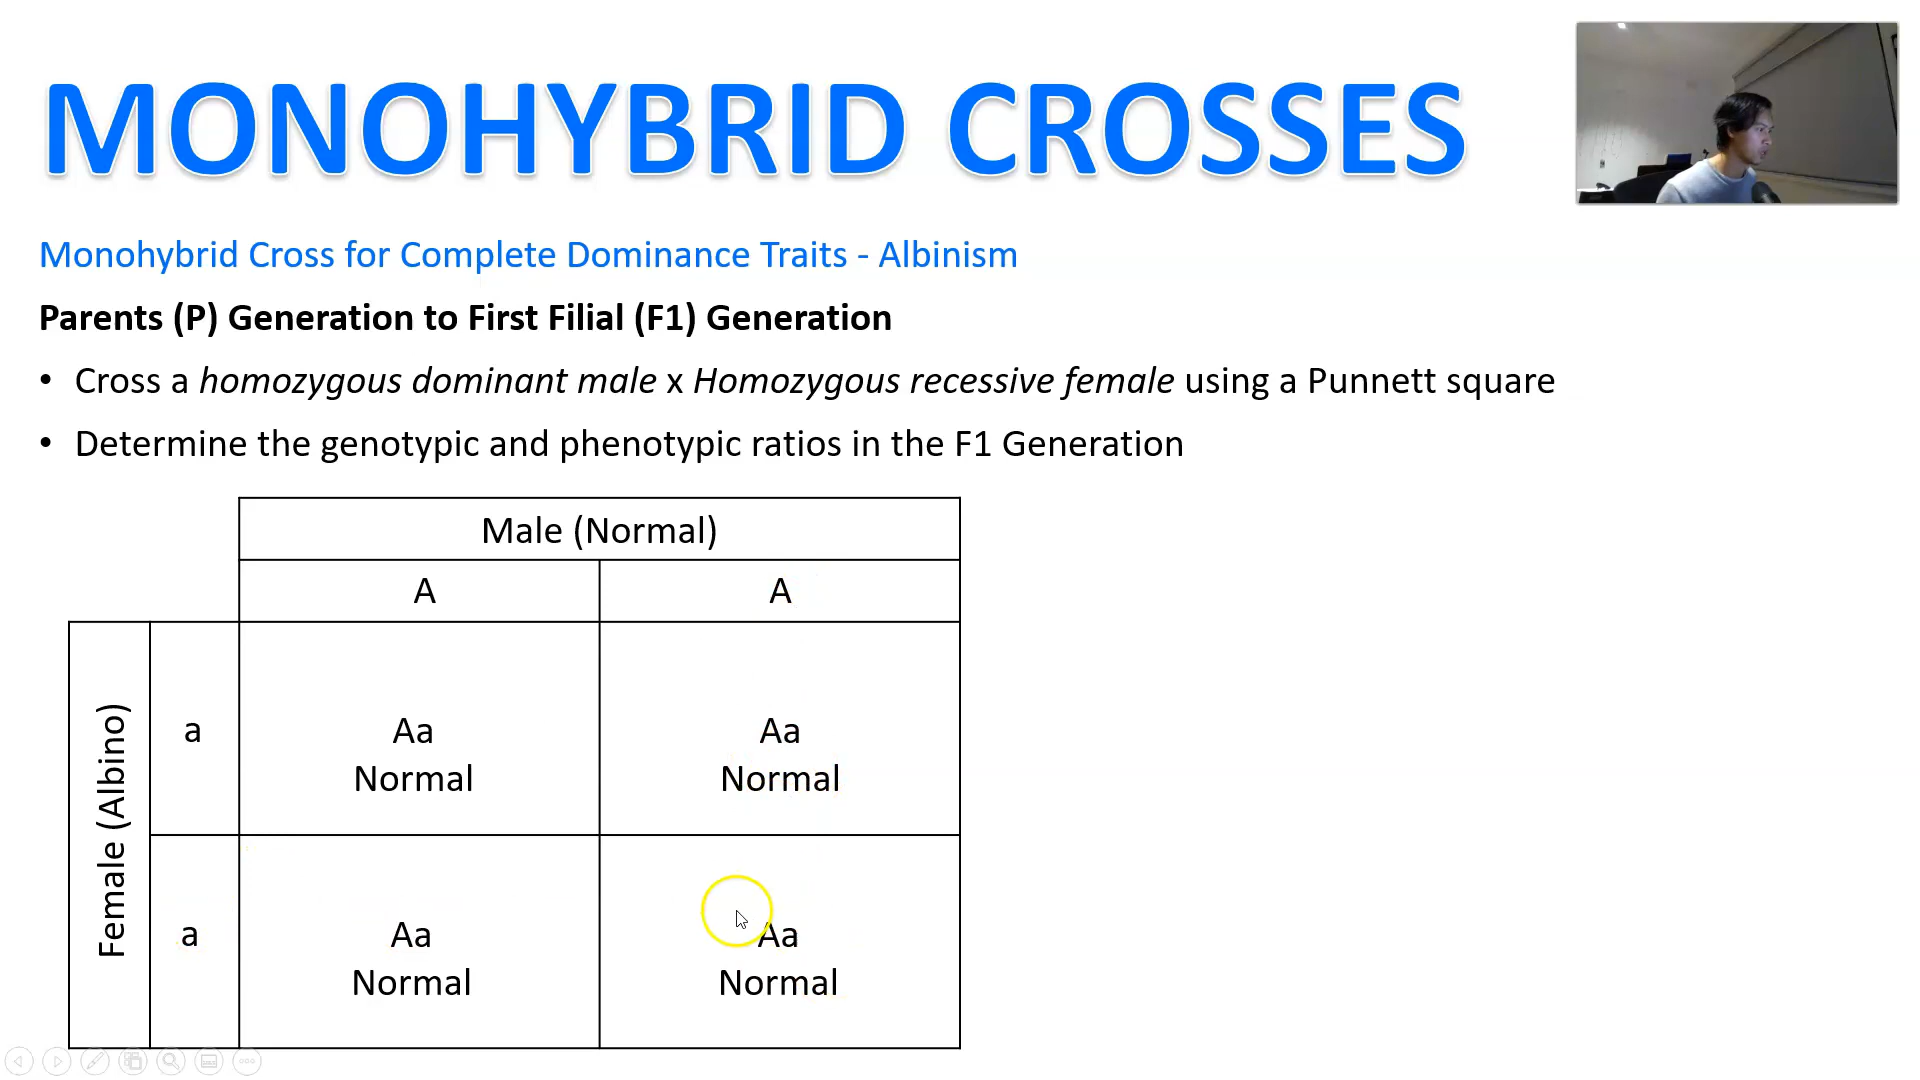 MONOHYBRID CROSSES
Monohybrid Cross for Complete Dominance Traits - Albinism
Parents (P) Generation to First Filial (F1) Generation
• Cross a homozygous dominant male x Homozygous recessive female using a Punnett square
• Determine the genotypic and phenotypic ratios in the F1 Generation
Male (Normal)
A A
Female (Albino)
a Aa Aa
Normal Normal
a Aa Aa
Normal Normal